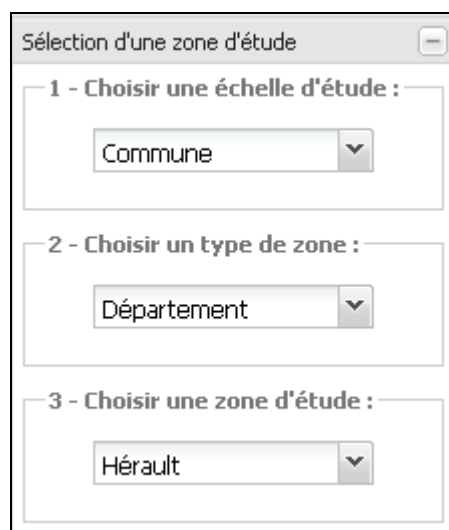 Sélection d'une zone d'étude
1 - Choisir une échelle d'étude :
Commune
2 - Choisir un type de zone :
Département
3 - Choisir une zone d'étude :
Hérault